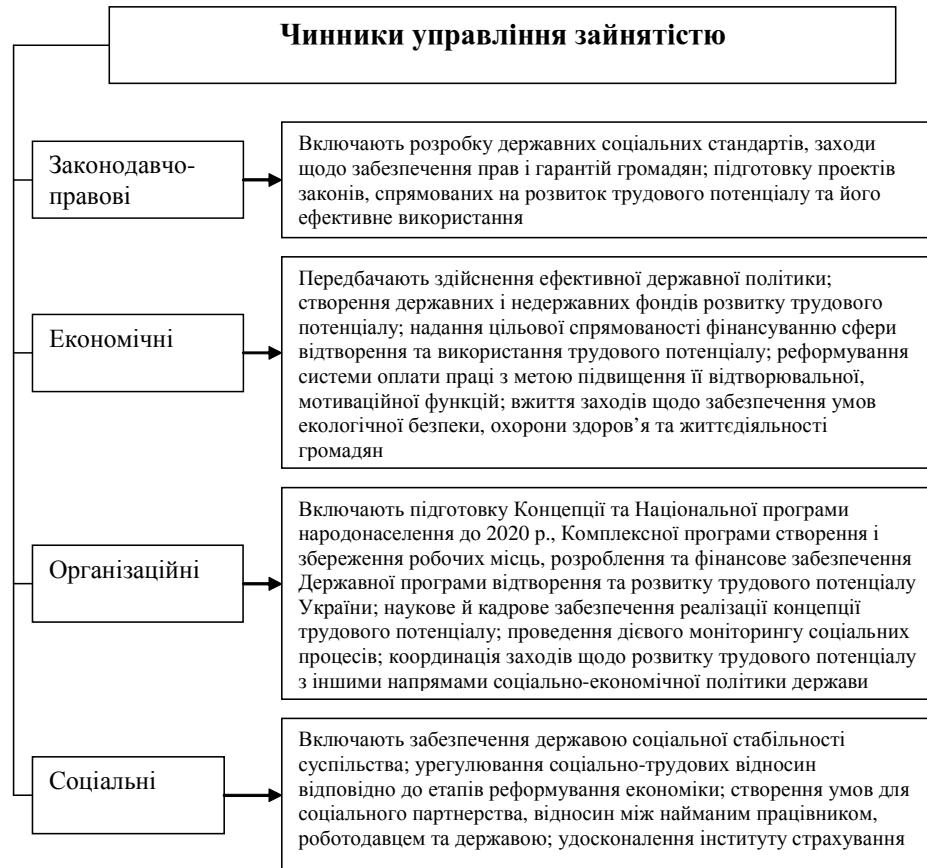 Чинники управління зайнятістю
Законодавчо-
правові
Включають розробку державних соціальних стандартів, заходи
щодо забезпечення прав і гарантій громадян; підготовку проектів
законів, спрямованих на розвиток трудового потенціалу та його
ефективне використання
Економічні
Передбачають здійснення ефективної державної політики;
створення державних і недержавних фондів розвитку трудового
потенціалу; надання цільової спрямованості фінансуванню сфери
відтворення та використання трудового потенціалу; реформування
системи оплати праці з метою підвищення її відтворювальної,
мотиваційної функцій; вжиття заходів щодо забезпечення умов
екологічної безпеки, охорони здоров’я та життєдіяльності
громадян
Організаційні
Включають підготовку Концепції та Національної програми
народонаселення до 2020 р., Комплексної програми створення і
збереження робочих місць, розроблення та фінансове забезпечення
Державної програми відтворення та розвитку трудового потенціалу
України; наукове й кадрове забезпечення реалізації концепції
трудового потенціалу; проведення дієвого моніторингу соціальних
процесів; координація заходів щодо розвитку трудового потенціалу
з іншими напрямами соціально-економічної політики держави
Соціальні
Включають забезпечення державою соціальної стабільності
суспільства; урегулювання соціально-трудових відносин
відповідно до етапів реформування економіки; створення умов для
соціального партнерства, відносин між найманим працівником,
роботодавцем та державою; удосконалення інституту страхування